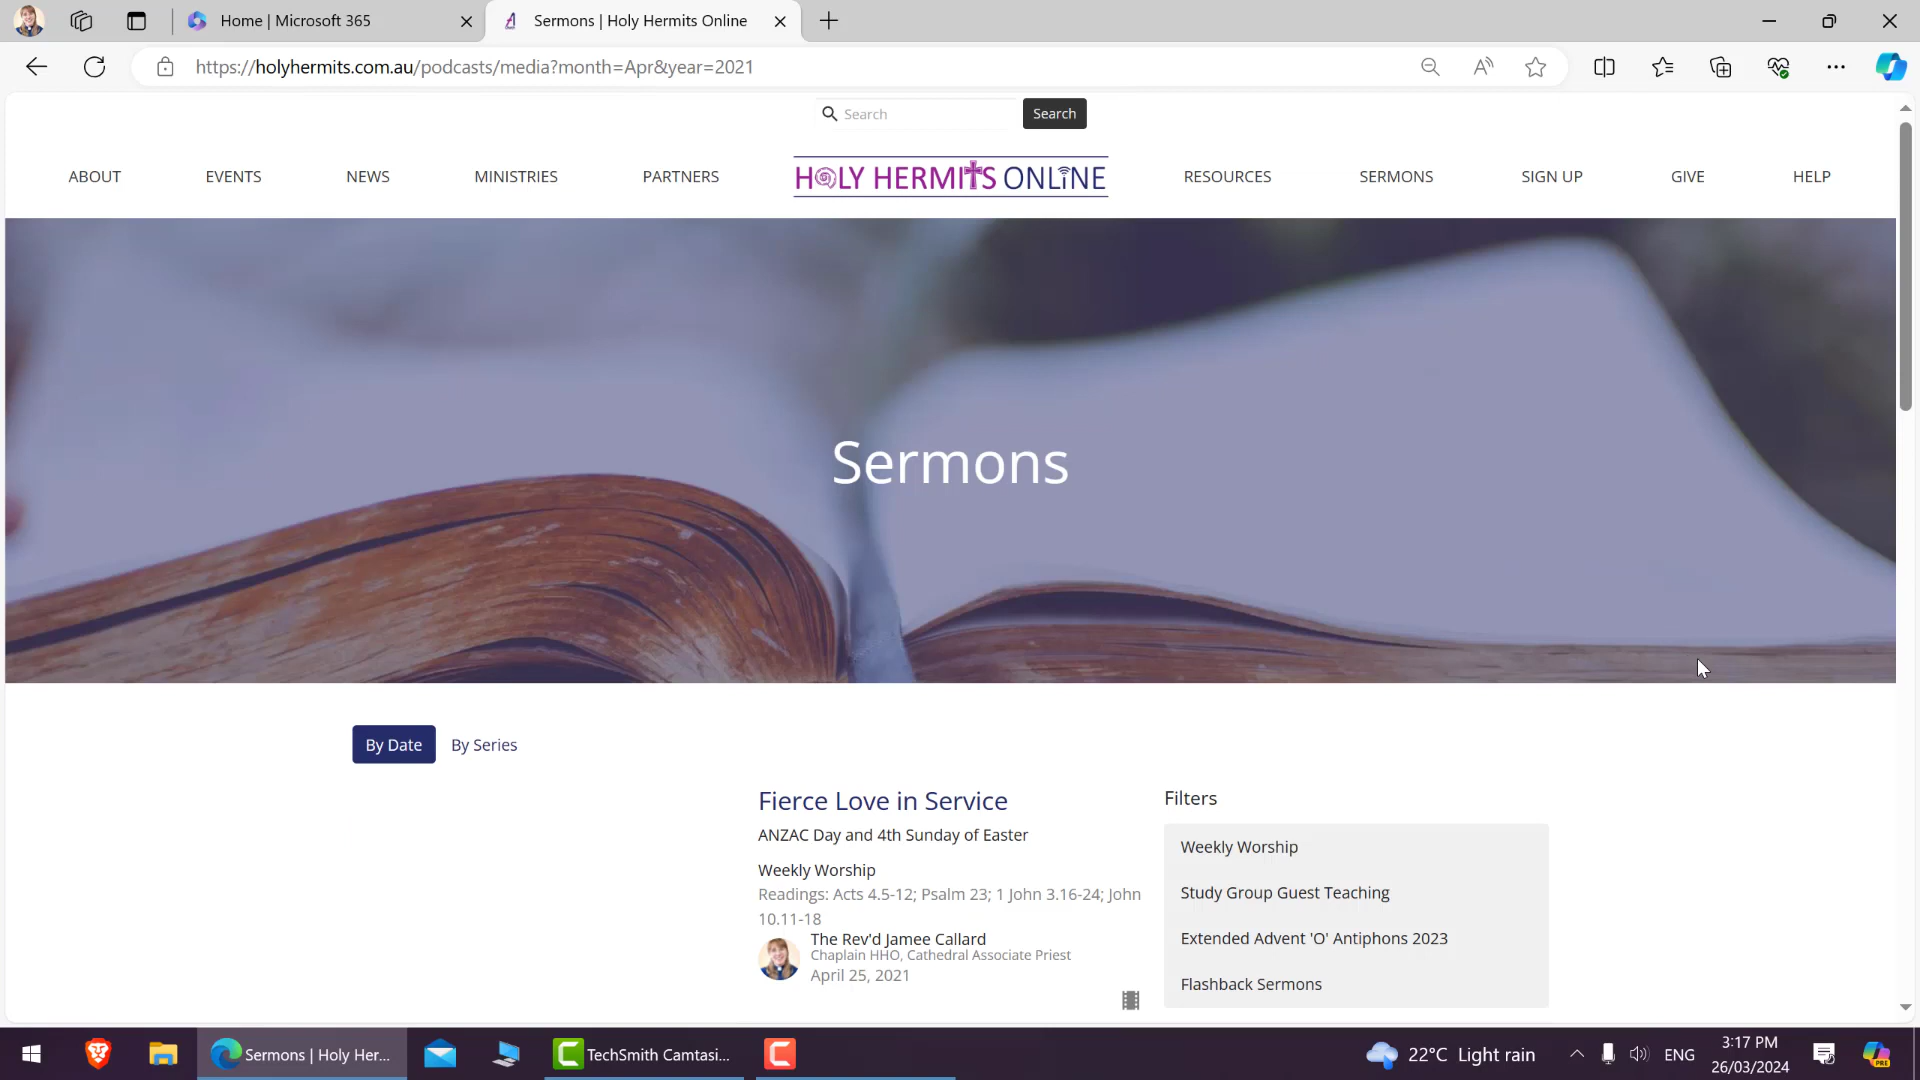 Home | Microsoft 365
Sermons | Holy Hermits Online
https://holyhermits.com.au/podcasts/media?month=Apr&year=2021
Search
Search
ABOUT
EVENTS
NEWS
MINISTRIES
PARTNERS
HOLY HERMITS ONLINE
RESOURCES
SERMONS
SIGN UP
GIVE
HELP
Sermons
By Date
By Series
Fierce Love in Service
ANZAC Day and 4th Sunday of Easter
Weekly Worship
Readings: Acts 4.5-12; Psalm 23; 1 John 3.16-24; John
10.11-18
The Rev'd Jamee Callard
Chaplain HHO, Cathedral Associate Priest
April 25, 2021
Filters
Weekly Worship
Study Group Guest Teaching
Extended Advent 'O' Antiphons 2023
Flashback Sermons
Sermons | Holy Her...
TechSmith Camtasi...
22°C Light rain
ENG
3:17 PM
26/03/2024
PRE